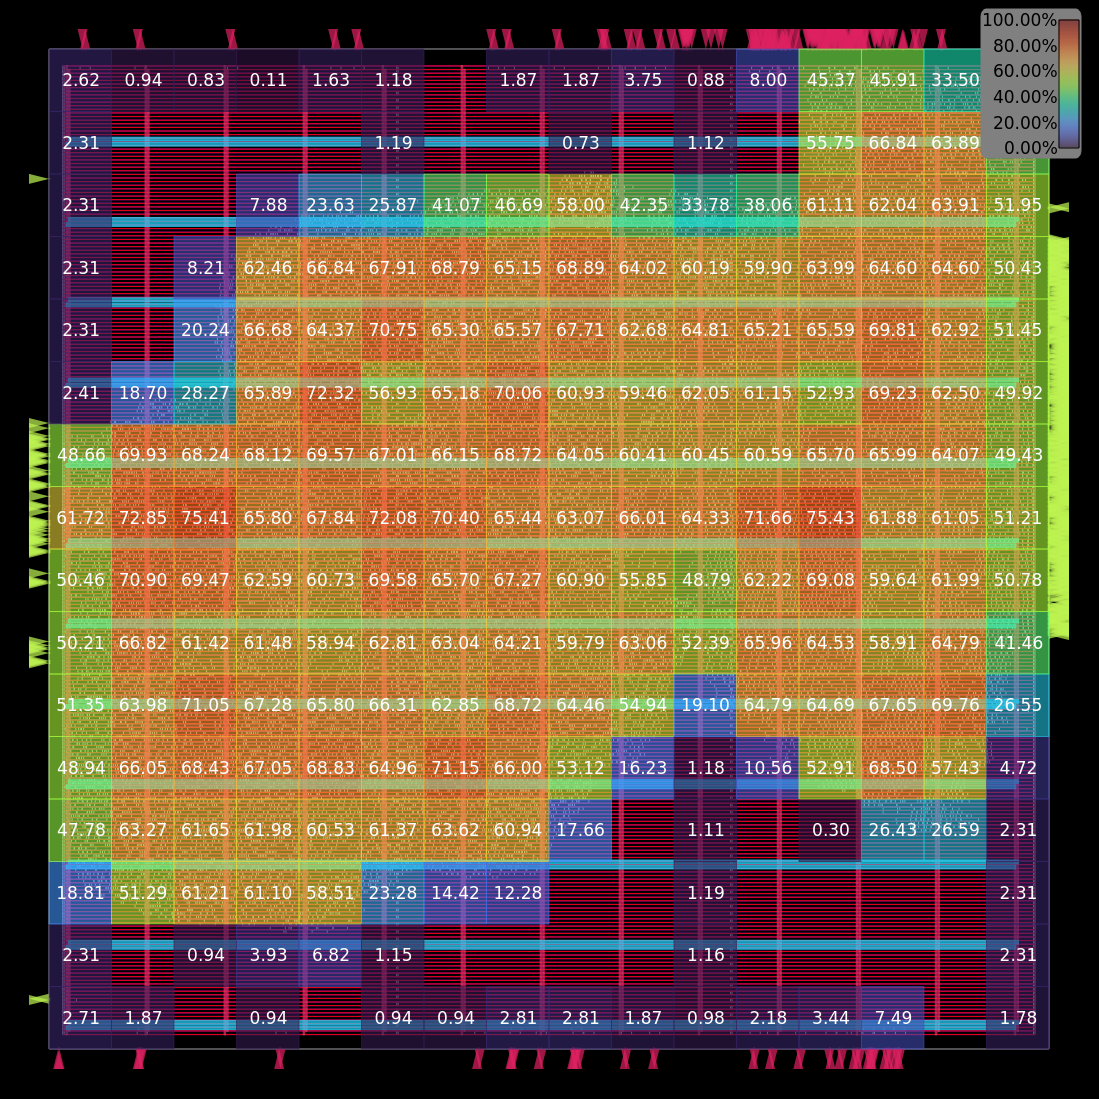 100.00%
80.00%
60.00%
40.00%
20.00%
0.00%
2.62 0.94 0.83 0.11 1.63 1.18 1.87 1.87 3.75 0.88 8.00 45.37 45.91 33.50
2.31 1.19 0.73 1.12 55.75 66.84 63.89
2.31 7.88 23.63 25.87 41.07 46.69 58.00 42.35 33.78 38.06 61.11 62.04 63.91 51.95
2.31 8.21 62.46 66.84 67.91 68.79 65.15 68.89 64.02 60.19 59.90 63.99 64.60 64.60 50.43
2.31 20.24 66.68 64.37 70.75 65.30 65.57 67.71 62.68 64.81 65.21 65.59 69.81 62.92 51.45
2.41 18.70 28.27 65.89 72.32 56.93 65.18 70.06 60.93 59.46 62.05 61.15 52.93 69.23 62.50 49.92
48.66 69.93 68.24 68.12 69.57 67.01 66.15 68.72 64.05 60.41 60.45 60.59 65.70 65.99 64.07 49.43
61.72 72.85 75.41 65.80 67.84 72.08 70.40 65.44 63.07 66.01 64.33 71.66 75.43 61.88 61.05 51.21
50.46 70.90 69.47 62.59 60.73 69.58 65.70 67.27 60.90 55.85 48.79 62.22 69.08 59.64 61.99 50.78
50.21 66.82 61.42 61.48 58.94 62.81 63.04 64.21 59.79 63.06 52.39 65.96 64.53 58.91 64.79 41.46
51.35 63.98 71.05 67.28 65.80 66.31 62.85 68.72 64.46 54.94 19.10 64.79 64.69 67.65 69.76 26.55
48.94 66.05 68.43 67.05 68.83 64.96 71.15 66.00 53.12 16.23 1.18 10.56 52.91 68.50 57.43 4.72
47.78 63.27 61.65 61.98 60.53 61.37 63.62 60.94 17.66 1.11 0.30 26.43 26.59 2.31
18.81 51.29 61.21 61.10 58.51 23.28 14.42 12.28 1.19 2.31
2.31 0.94 3.93 6.82 1.15 1.16 2.31
2.71 1.87 0.94 0.94 0.94 2.81 2.81 1.87 0.98 2.18 3.44 7.49 1.78